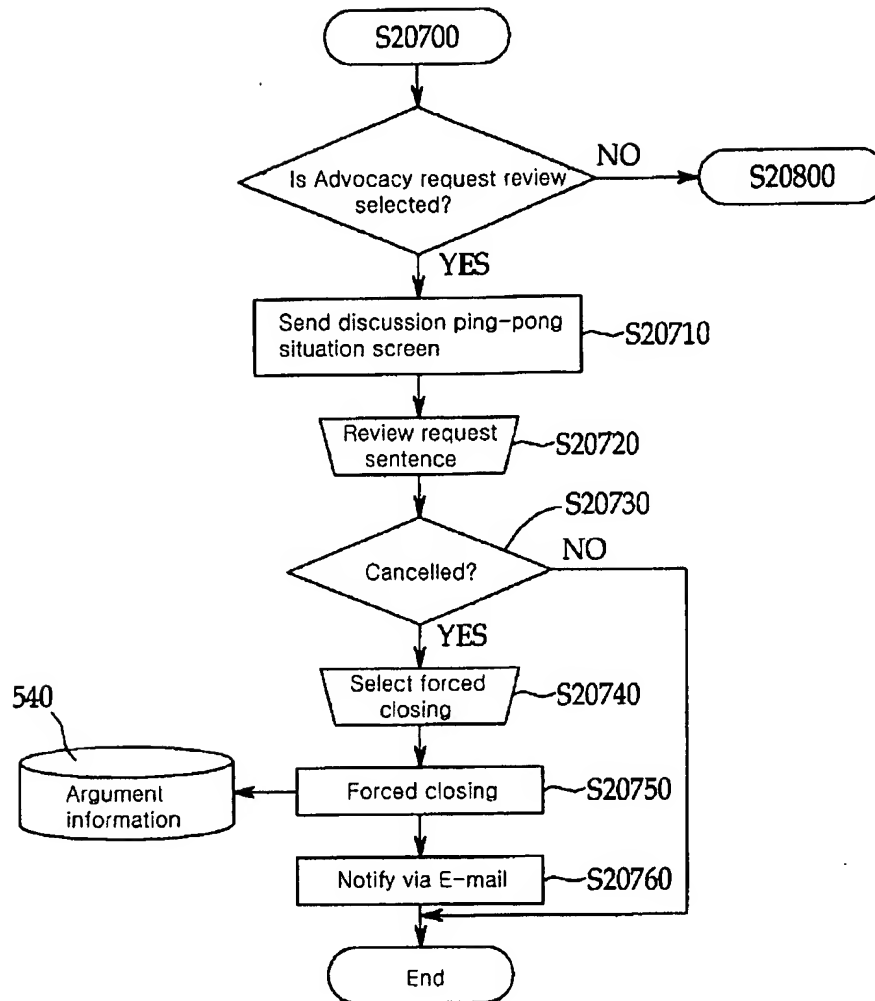 S20700
NO
Is Advocacy request review
selected?
S20800
YES
Send discussion ping-pong
situation screen
S20710
Review request
sentence
S20720
S20730
NO
Cancelled?
YES
540
Select forced
closing
S20740
Argument
information
Forced closing
S20750
Notify via E-mail
S20760
End